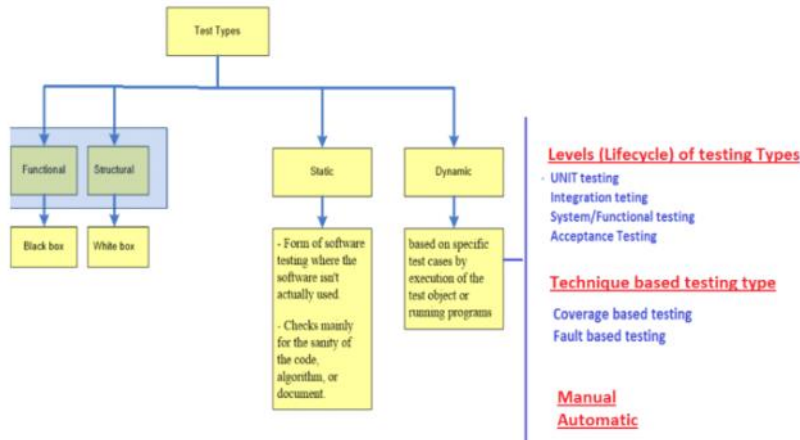 Test Types
Functional
Structural
Static
Dynamic
Black box
White box
- Form of software
testing where the
software isn't
actually used
- Checks mainly
for the sanity of
the code,
algorithm, or
document.
based on specific
test cases by
execution of the
test object or
running programs
Levels (Lifecycle) of testing Types
UNIT testing
Integration teting
System/Functional testing
Acceptance Testing
Technique based testing type
Coverage based testing
Fault based testing
Manual
Automatic